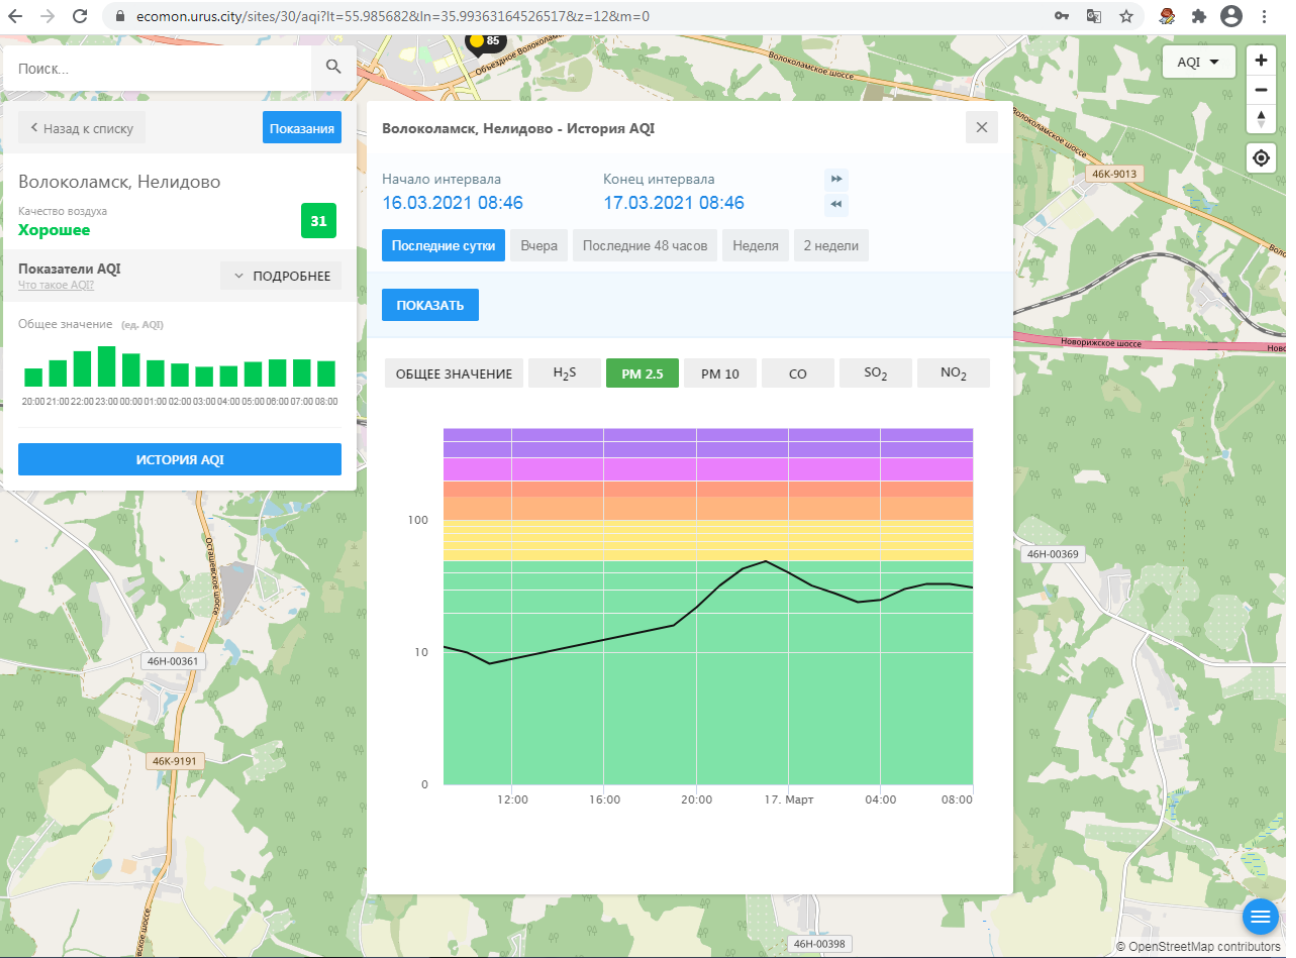 ecomon.urus.city/sites/30/aqi?lt=55.985682&ln=35.99363164526517&z=12&m=0
85
Объездное Волоколамск
Волоколамское шоссе
Поиск...
AQI
Назад к списку
Показания
Волоколамск, Нелидово - История AQI
Волоколамское шоссе
46К-9013
Волоколамск, Нелидово
Качество воздуха
Хорошее
31
Начало интервала
Конец интервала
16.03.2021 08:46
17.03.2021 08:46
Последние сутки
Вчера
Последние 48 часов
Неделя
2 недели
Показатели AQI
Что такое AQI?
ПОДРОБНЕЕ
ПОКАЗАТЬ
Общее значение (ед. AQI)
20:00 21:00 22:00 23:00 00:00 01:00 02:00 03:00 04:00 05:00 06:00 07:00 08:00
Новорижское шоссе
Ново
ОБЩЕЕ ЗНАЧЕНИЕ
H2S
PM 2.5
PM 10
CO
SO2
NO2
ИСТОРИЯ AQI
100
10
0
12:00
16:00
20:00
17. Март
04:00
08:00
Осташёвское шоссе
46Н-00369
46Н-00361
46К-9191
46Н-00398
© OpenStreetMap contributors